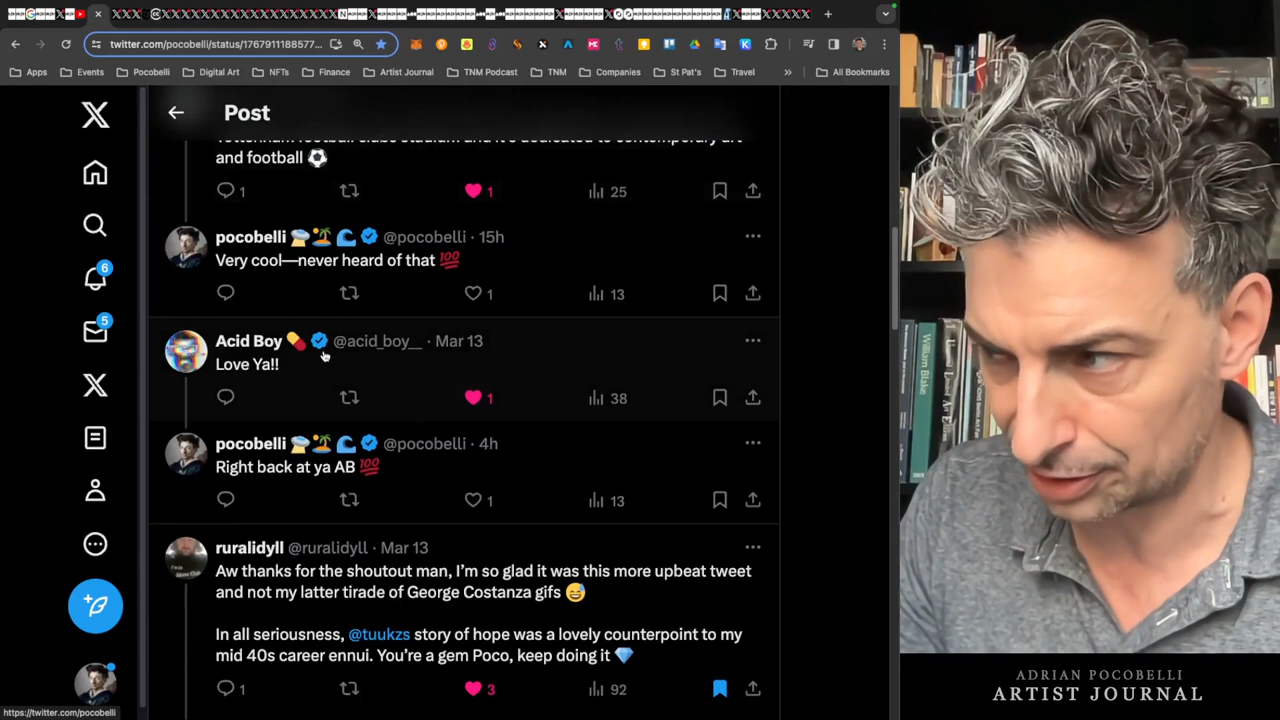 twitter.com/pocobelli/status/1767911188577...
Apps
Events
Pocobelli
Digital Art
NFTs
Finance
Artist Journal
TNM Podcast
TNM
Companies
St Pat's
Travel
»
All Bookmarks
Post
and football ⚽
1
1
25
pocobelli @pocobelli · 15h
Very cool—never heard of that 💯
1
13
Acid Boy 💊 @acid_boy__ · Mar 13
Love Ya!!
1
38
pocobelli @pocobelli · 4h
Right back at ya AB 💯
1
13
ruralidyll @ruralidyll · Mar 13
Aw thanks for the shoutout man, I'm so glad it was this more upbeat tweet
and not my latter tirade of George Costanza gifs 😅
In all seriousness, @tuukzs story of hope was a lovely counterpoint to my
mid 40s career ennui. You're a gem Poco, keep doing it 💎
1
3
92
6
5
https://twitter.com/pocobelli
William Blake
ADRIAN POCOBELLI
ARTIST JOURNAL